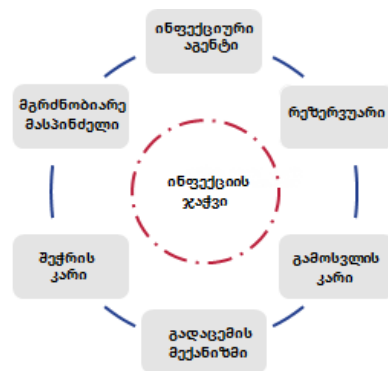 ინფექციური
აგენტი
რეზერვუარი
გამოსვლის
კარი
გადაცემის
მექანიზმი
შეჭრის
კარი
მგრძნობიარე
მასპინძელი
ინფექციის
ჯაჭვი